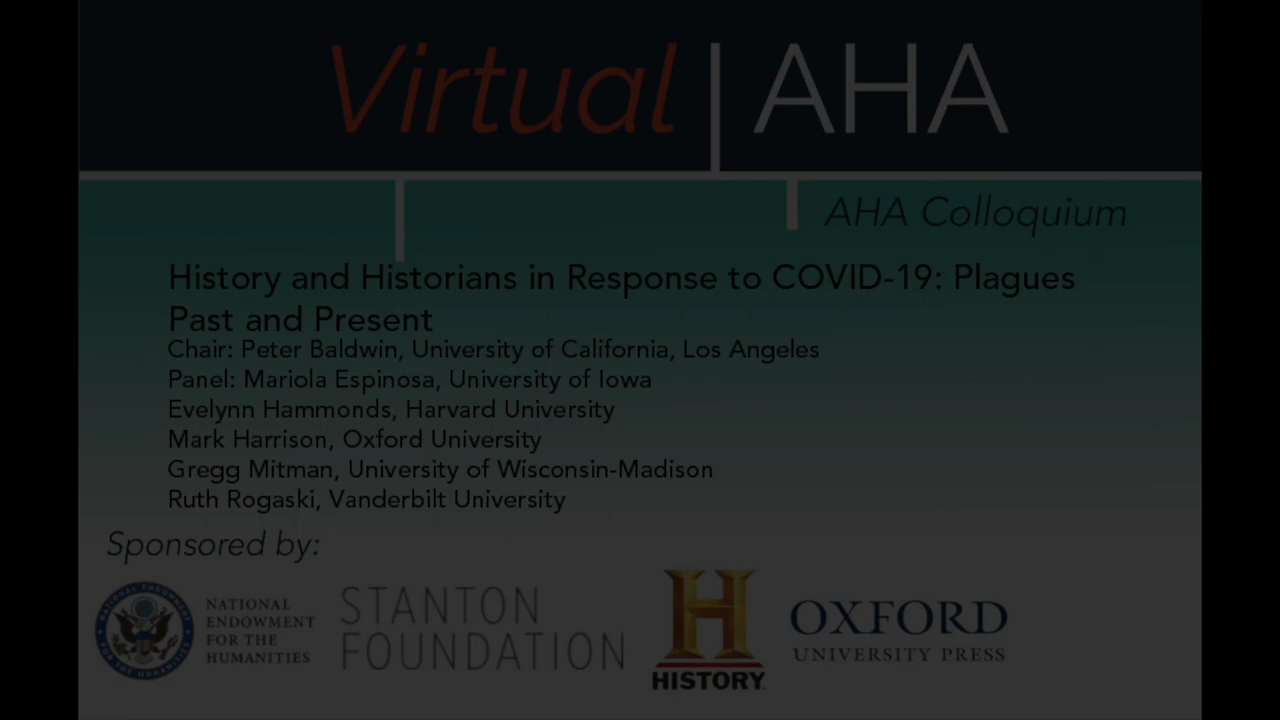 Virtual | AHA
AHA Colloquium
History and Historians in Response to COVID-19: Plagues
Past and Present
Chair: Peter Baldwin, University of California, Los Angeles
Panel: Mariola Espinosa, University of Iowa
Evelynn Hammonds, Harvard University
Mark Harrison, Oxford University
Gregg Mitman, University of Wisconsin-Madison
Ruth Rogaski, Vanderbilt University
Sponsored by:
NATIONAL
ENDOWMENT
FOR THE
HUMANITIES
STANTON
FOUNDATION
H
HISTORY
OXFORD
UNIVERSITY PRESS